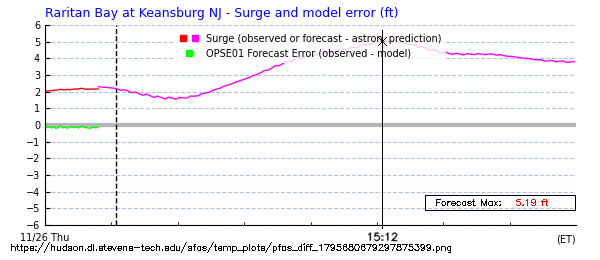 Raritan Bay at Keansburg NJ - Surge and model error (ft)
6
5
4
3
2
1
0
−1
−2
−3
−4
−5
−6
Surge (observed or forecast - astron. prediction)
OPSE01 Forecast Error (observed - model)
Forecast Max: 5.19 ft
11/26 Thu
15:12
(ET)
https://hudson.dl.stevens-tech.edu/sfas/temp_plots/pfas_diff_1795680679297875399.png